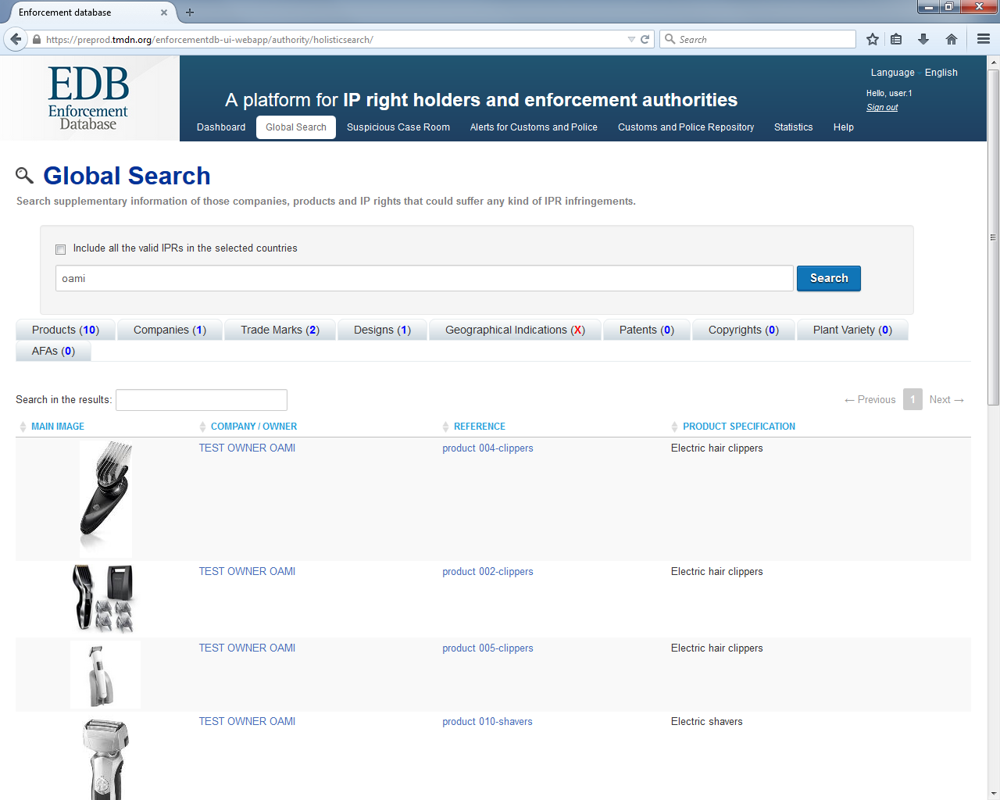 Enforcement database
https://preprod.tmdn.org/enforcementdb-ui-webapp/authority/holisticsearch/
Search
EDB
Enforcement
Database
A platform for IP right holders and enforcement authorities
Language English
Hello, user.1
Sign out
Dashboard Global Search Suspicious Case Room Alerts for Customs and Police Customs and Police Repository Statistics Help
Global Search
Search supplementary information of those companies, products and IP rights that could suffer any kind of IPR infringements.
Include all the valid IPRs in the selected countries
oami Search
Products (10) Companies (1) Trade Marks (2) Designs (1) Geographical Indications (X) Patents (0) Copyrights (0) Plant Variety (0)
AFAs (0)
Search in the results: ← Previous 1 Next →
MAIN IMAGE COMPANY / OWNER REFERENCE PRODUCT SPECIFICATION
TEST OWNER OAMI product 004-clippers Electric hair clippers
TEST OWNER OAMI product 002-clippers Electric hair clippers
TEST OWNER OAMI product 005-clippers Electric hair clippers
TEST OWNER OAMI product 010-shavers Electric shavers